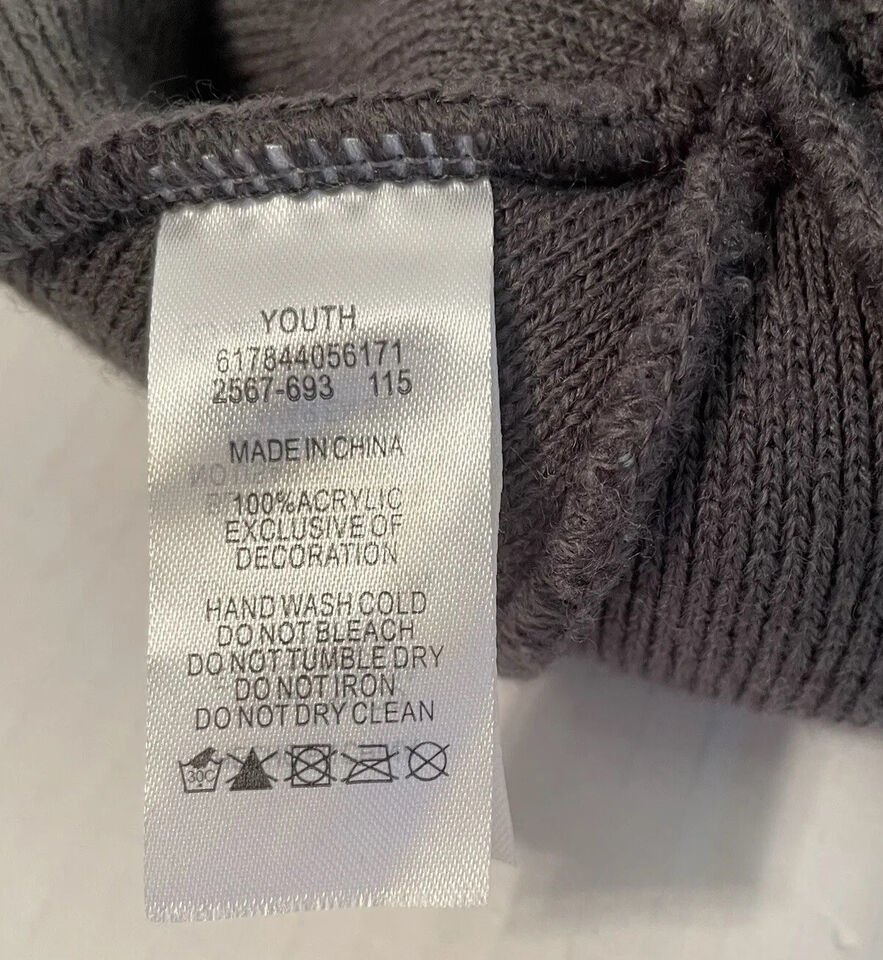 YOUTH
617844056171
2567-693 115
MADE IN CHINA
100%ACRYLIC
EXCLUSIVE OF
DECORATION
HAND WASH COLD
DO NOT BLEACH
DO NOT TUMBLE DRY
DO NOT IRON
DO NOT DRY CLEAN
30C